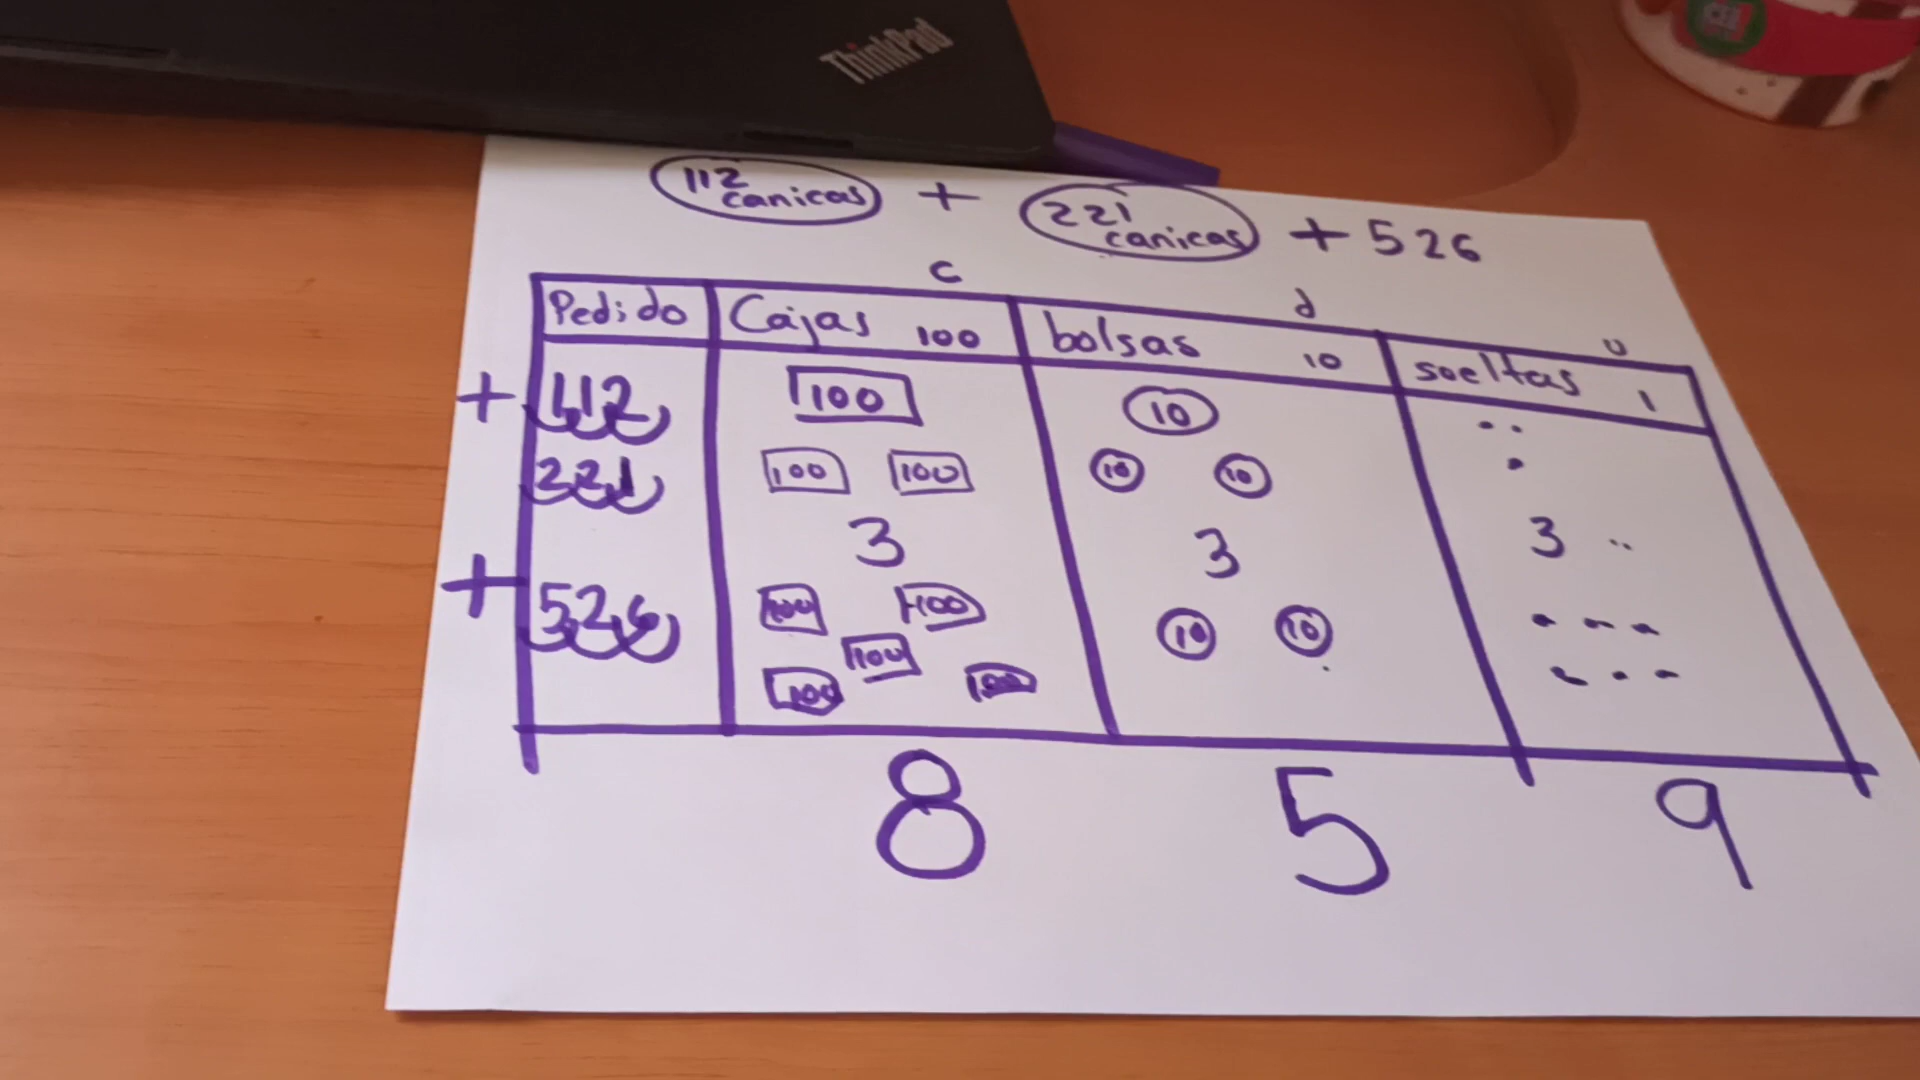 ThinkPad
112 canicas + 221 canicas + 526
c d u
Pedido Cajas 100 bolsas 10 soeltas 1
+ 112 100 10
221 100 100 10 10
3 3 3
+ 526 100 100 10 10
100
100 100
8 5 9